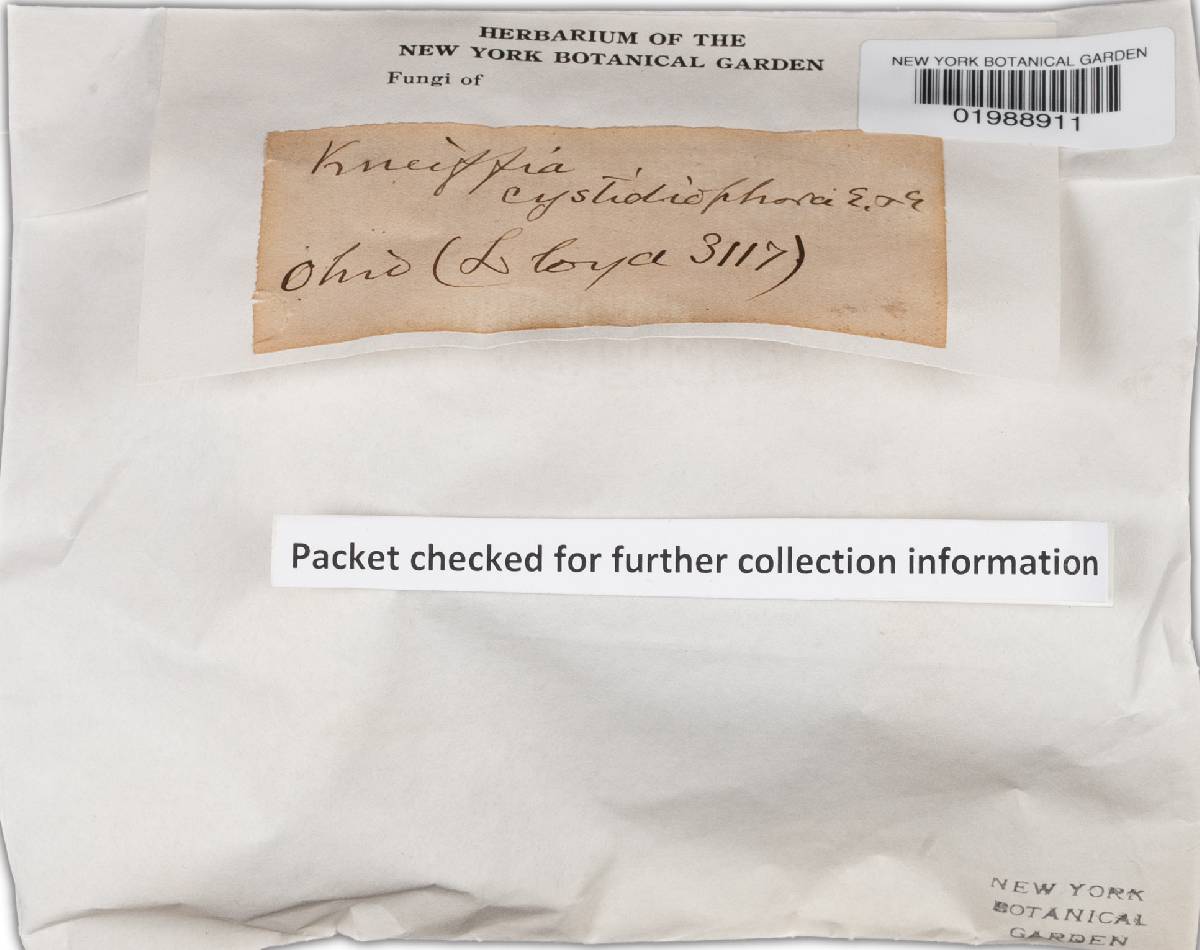 HERBARIUM OF THE
NEW YORK BOTANICAL GARDEN
Fungi of
NEW YORK BOTANICAL GARDEN
01988911
Kneiffia
cystidiophora E. & E
Ohio (Lloyd 3117)
Packet checked for further collection information
NEW YORK
BOTANICAL
GARDEN